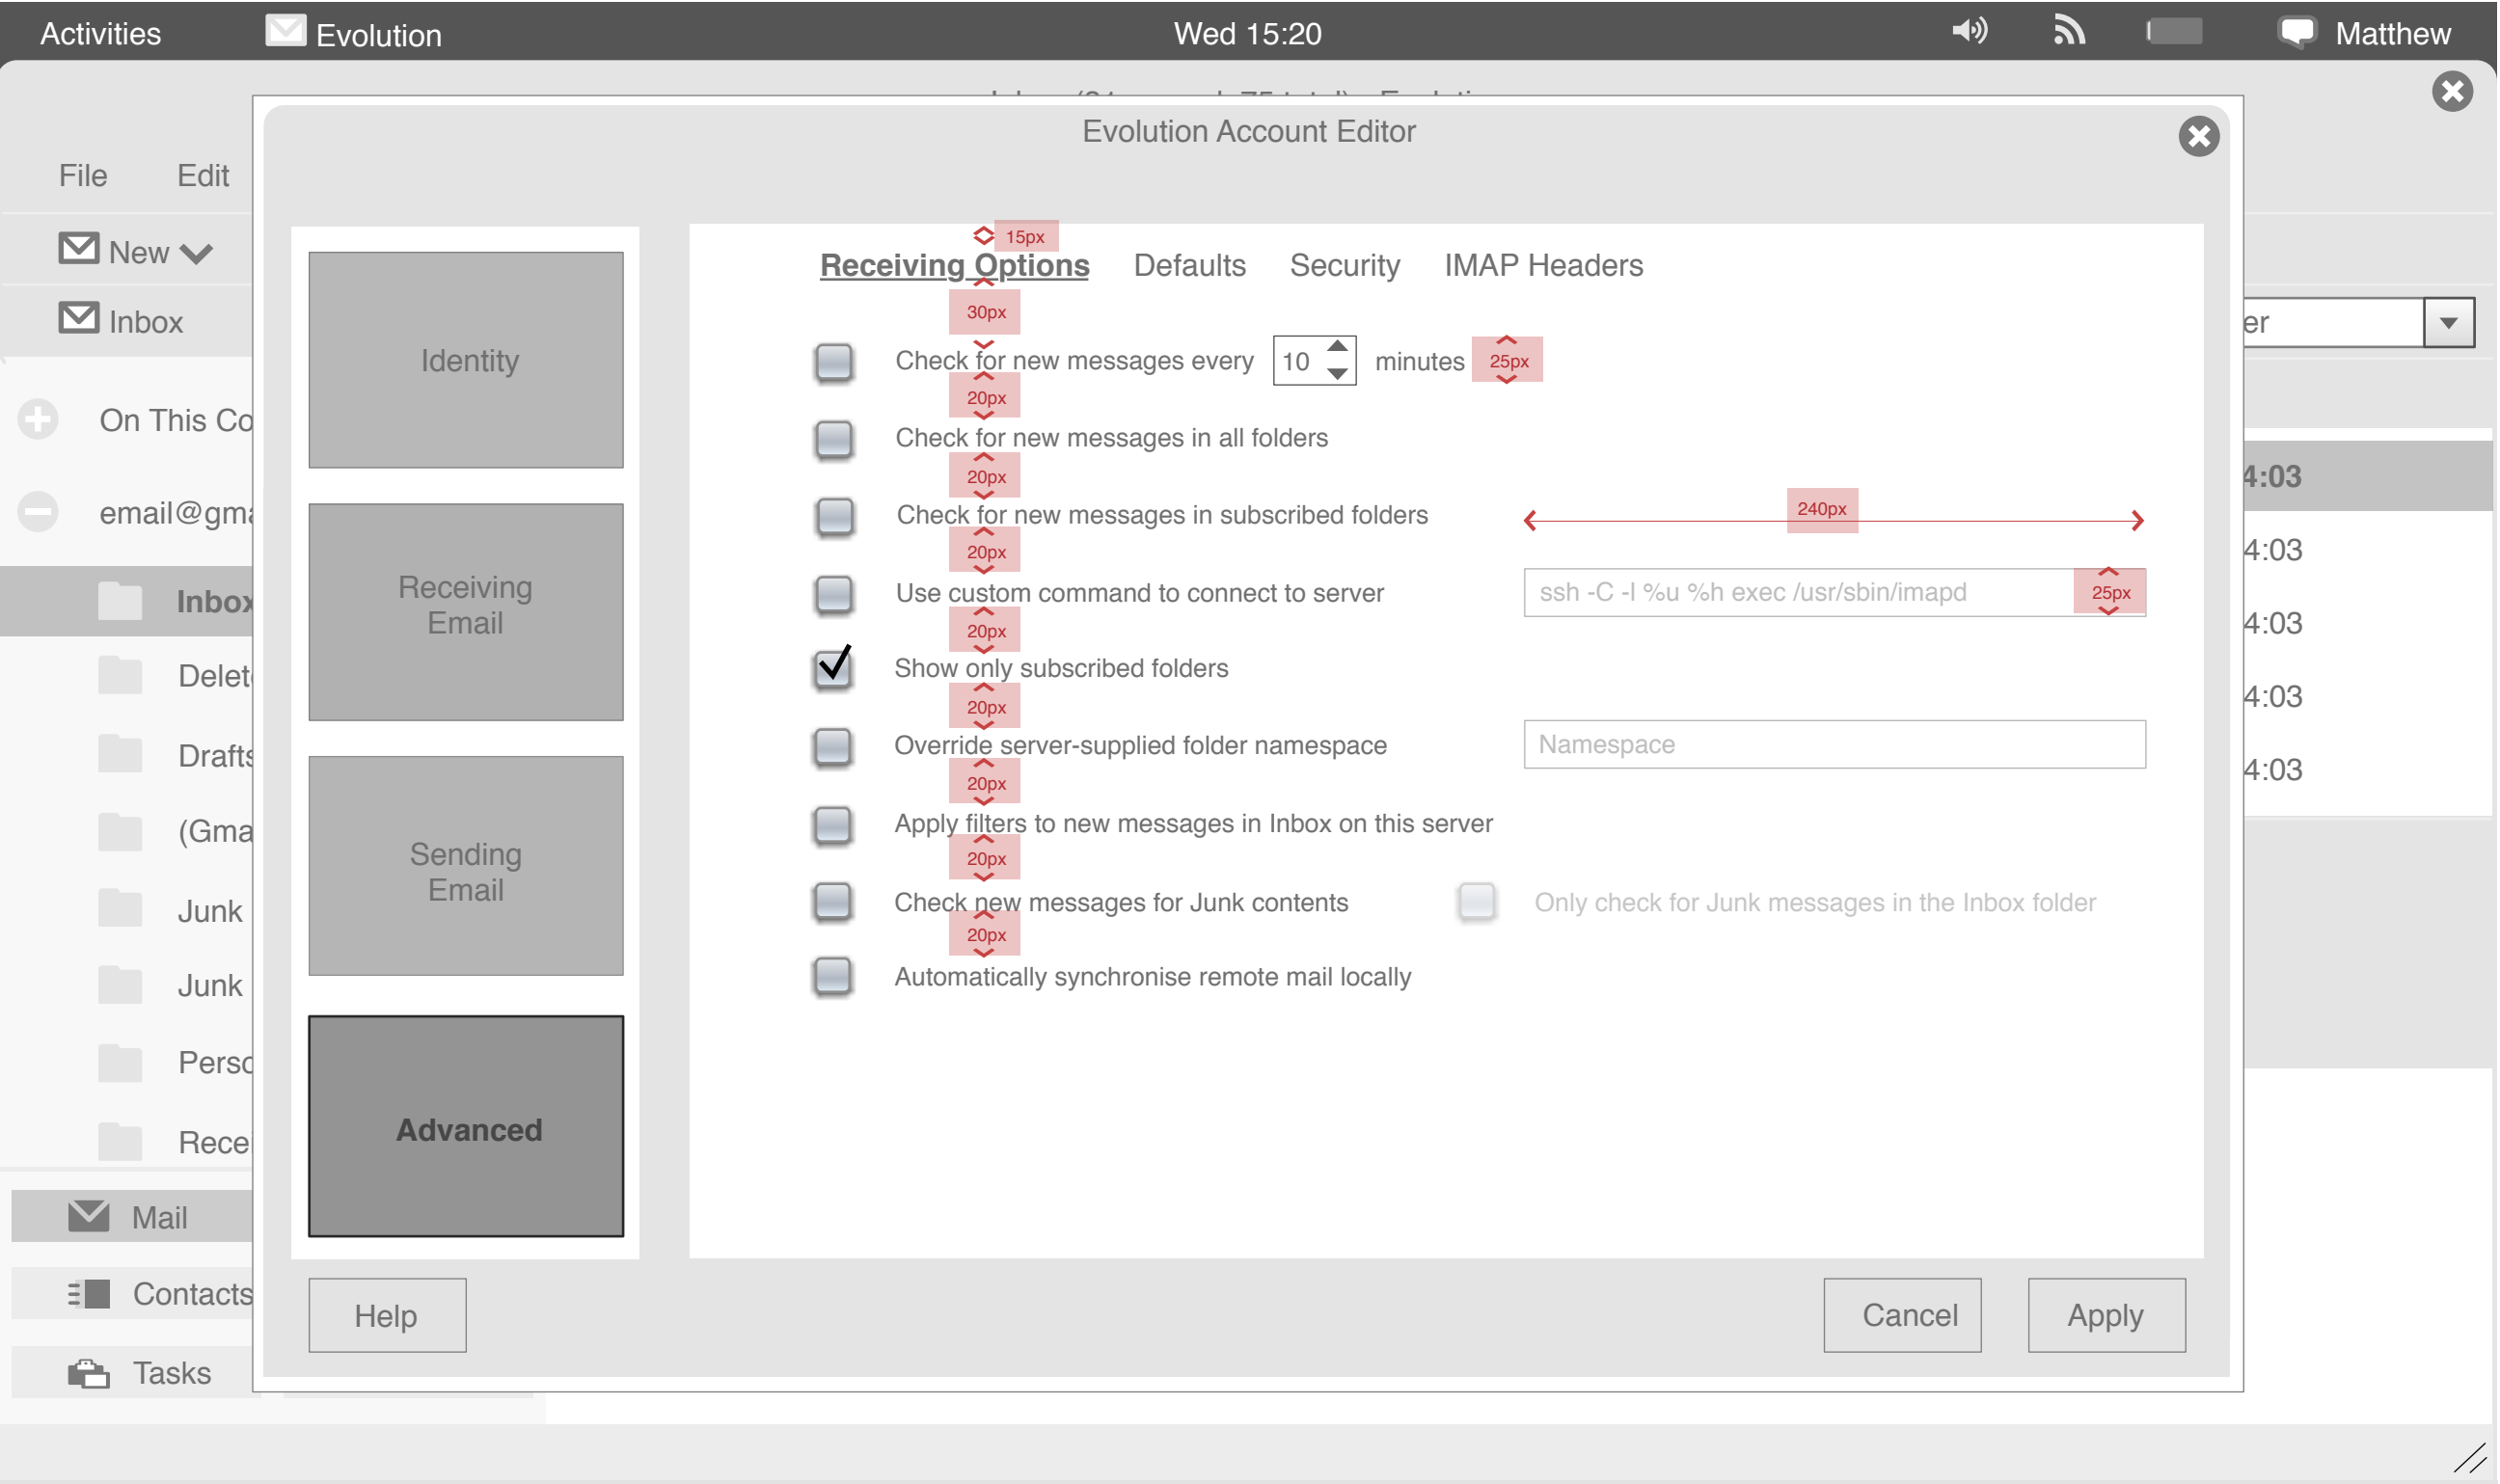 Activities Evolution Wed 15:20 Matthew
Evolution Account Editor
File Edit
New
Inbox
er
On This Co
email@gma
Inbox
Delet
Drafts
(Gma
Junk
Junk
Perso
Recei
Mail
Contacts
Tasks
Identity
Receiving
Email
Sending
Email
Advanced
15px
Receiving Options Defaults Security IMAP Headers
30px
Check for new messages every 10 minutes 25px
20px
Check for new messages in all folders
20px
Check for new messages in subscribed folders 240px
20px
Use custom command to connect to server ssh -C -l %u %h exec /usr/sbin/imapd 25px
20px
Show only subscribed folders
20px
Override server-supplied folder namespace Namespace
20px
Apply filters to new messages in Inbox on this server
20px
Check new messages for Junk contents Only check for Junk messages in the Inbox folder
20px
Automatically synchronise remote mail locally
4:03
4:03
4:03
4:03
4:03
Help Cancel Apply